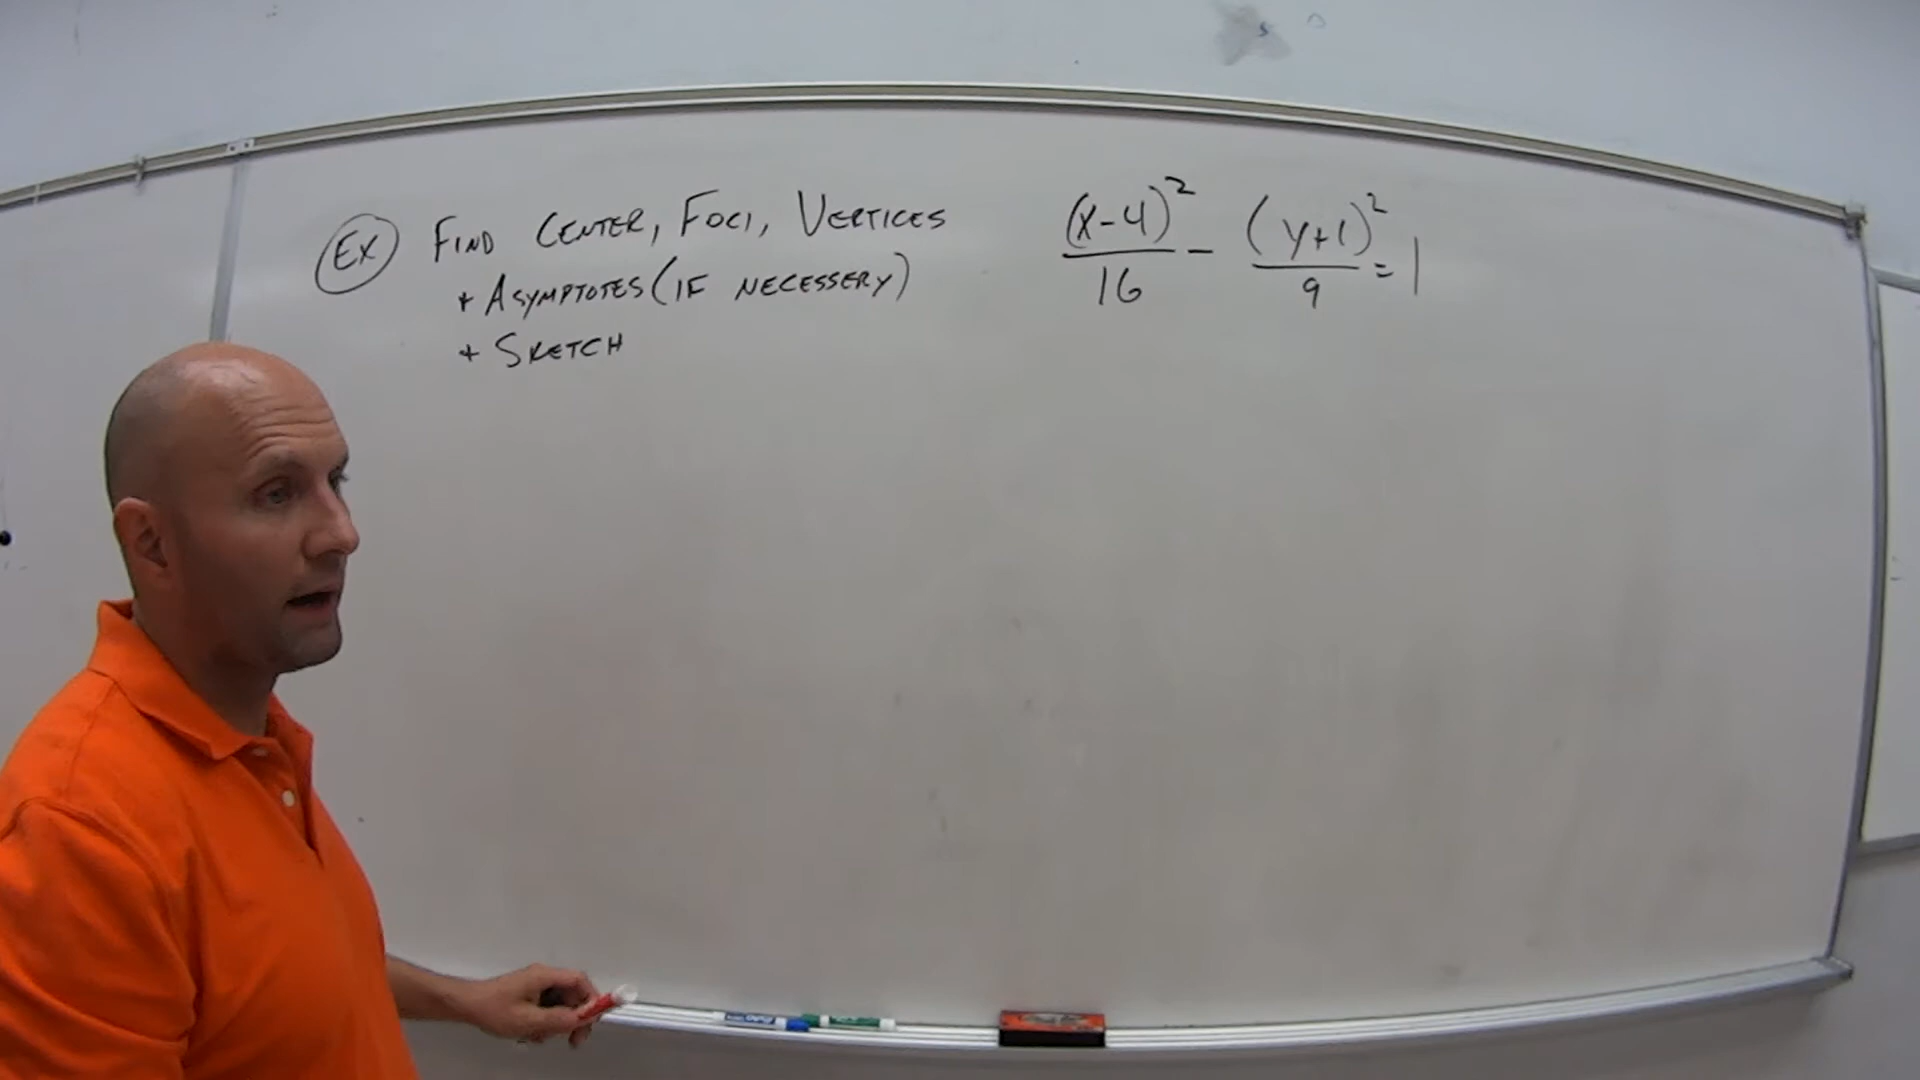 EX FIND CENTER, FOCI, VERTICES
+ ASYMPTOTES (IF NECESSERY)
+ SKETCH
(x-4)²/16 - (y+1)²/9 = 1